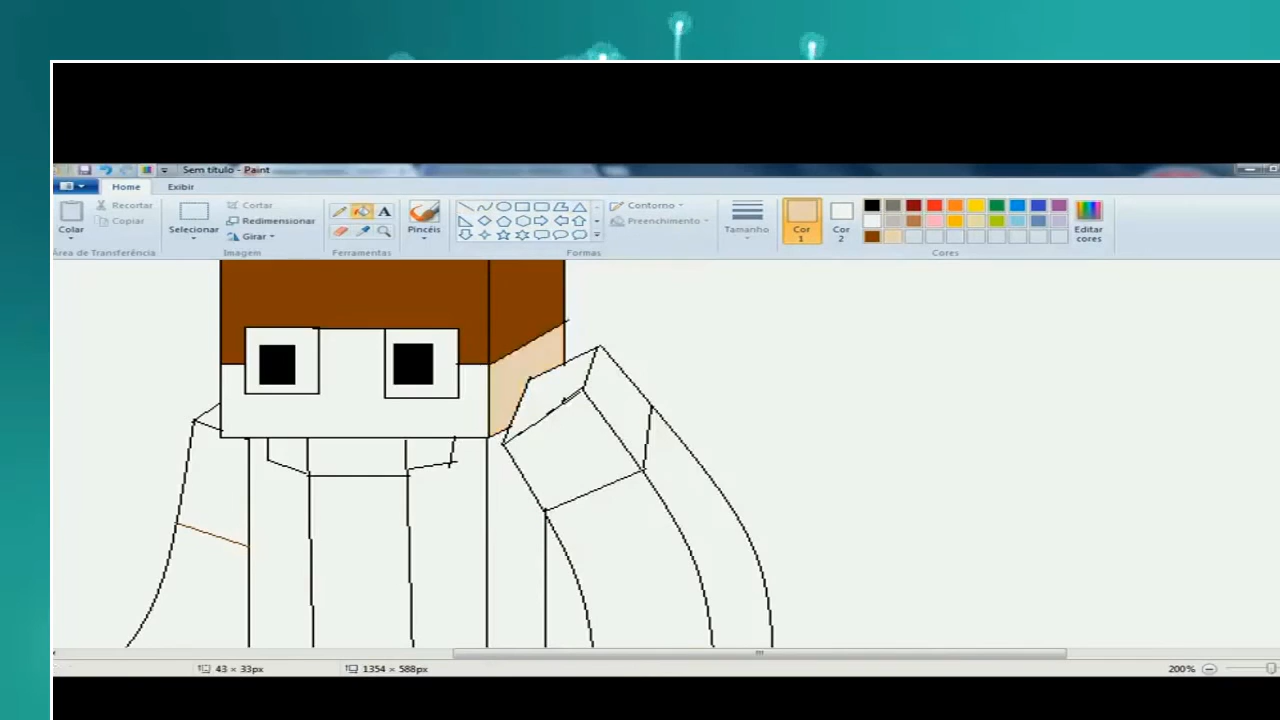 Sem título - Paint
Home Exibir
Colar
Recortar
Copiar
Área de Transferência
Selecionar
Cortar
Redimensionar
Girar
Imagem
A
Ferramentas
Pincéis
Contorno
Preenchimento
Formas
Tamanho
Cor
1
Cor
2
Editar
cores
Cores
43 × 33px 1354 × 588px 200%